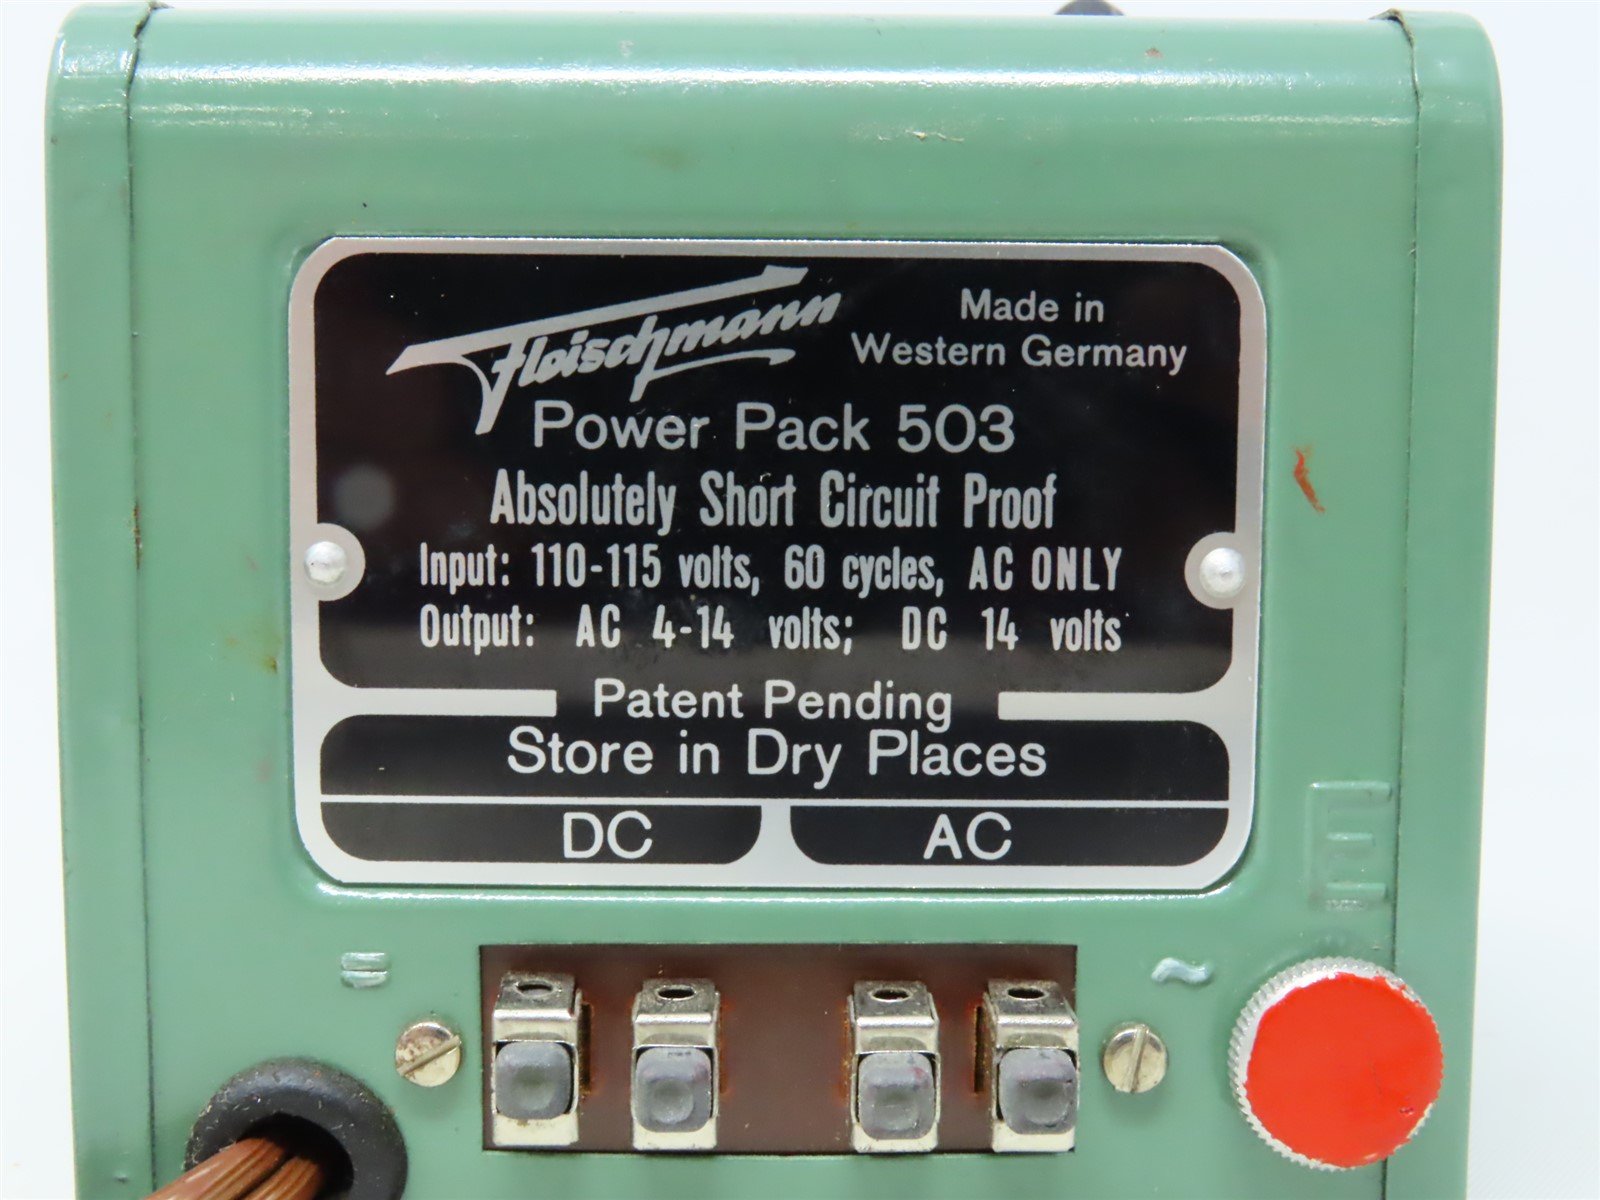 Fleischmann
Made in
Western Germany
Power Pack 503
Absolutely Short Circuit Proof
Input: 110-115 volts, 60 cycles, AC ONLY
Output: AC 4-14 volts; DC 14 volts
Patent Pending
Store in Dry Places
DC AC
= ~